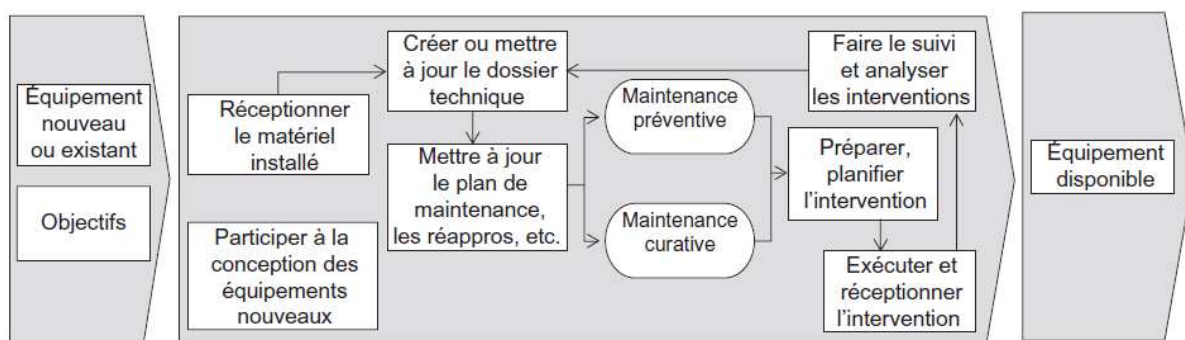 Équipement
nouveau
ou existant
Objectifs
Réceptionner
le matériel
installé
Participer à la
conception des
équipements
nouveaux
Créer ou mettre
à jour le dossier
technique
Mettre à jour
le plan de
maintenance,
les réappros, etc.
Maintenance
préventive
Maintenance
curative
Préparer,
planifier
l’intervention
Faire le suivi
et analyser
les interventions
Exécuter et
réceptionner
l’intervention
Équipement
disponible